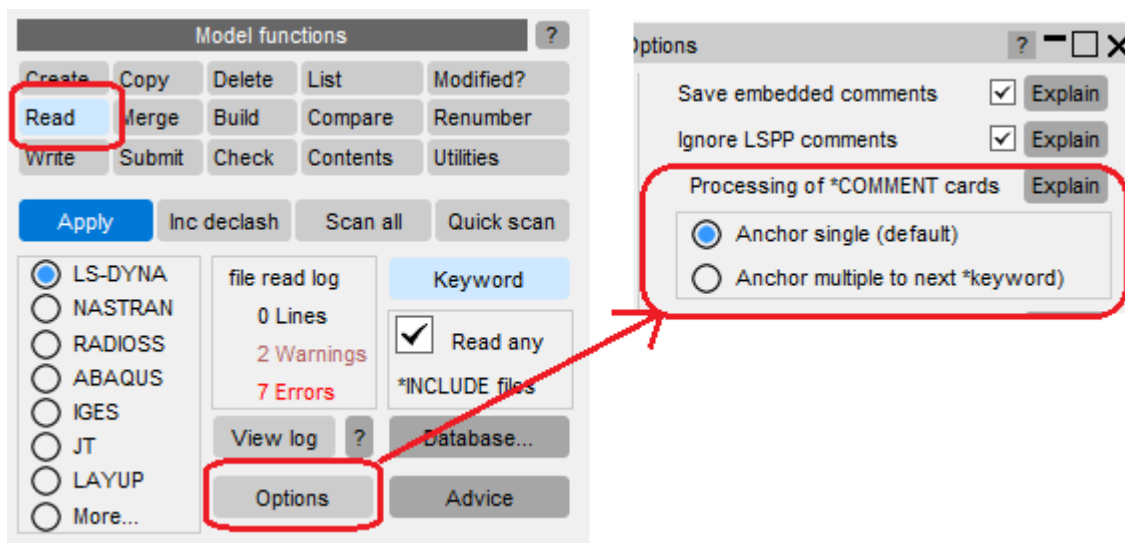 Model functions ?
Create Copy Delete List Modified?
Read Merge Build Compare Renumber
Write Submit Check Contents Utilities
Apply Inc declash Scan all Quick scan
LS-DYNA
NASTRAN
RADIOSS
ABAQUS
IGES
JT
LAYUP
More...
file read log
0 Lines
2 Warnings
7 Errors
View log ?
Options
Keyword
Read any
*INCLUDE files
Database...
Advice
Options ?
Save embedded comments Explain
Ignore LSPP comments Explain
Processing of *COMMENT cards Explain
Anchor single (default)
Anchor multiple to next *keyword)